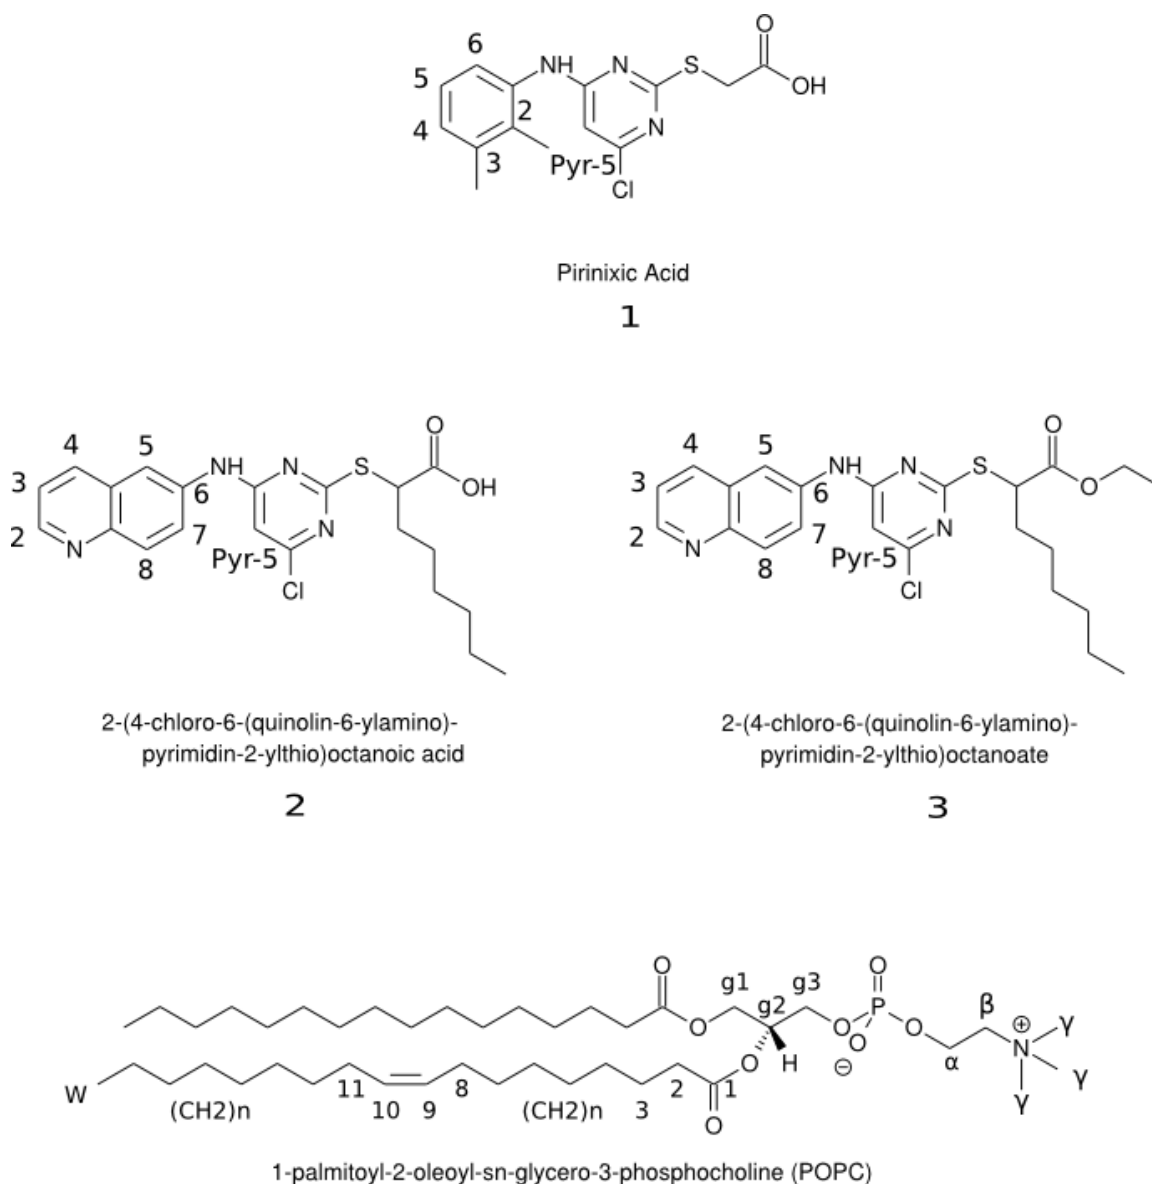 O
6 NH N S
5 OH
2
4 N
3 Pyr-5
Cl
Pirinixic Acid
1
O O
4 5 NH N S 4 5 NH N S
3 OH 3 O
6 6
2 7 N 2 7 N
N Pyr-5 N Pyr-5
8 8
Cl Cl
2-(4-chloro-6-(quinolin-6-ylamino)-
pyrimidin-2-ylthio)octanoic acid
2
2-(4-chloro-6-(quinolin-6-ylamino)-
pyrimidin-2-ylthio)octanoate
3
O O
g1 g3
g2 P β
O O O O N + γ
O H ⊖ α γ
W 11 8 2 1 γ
(CH2)n 10 9 (CH2)n 3 O
1-palmitoyl-2-oleoyl-sn-glycero-3-phosphocholine (POPC)